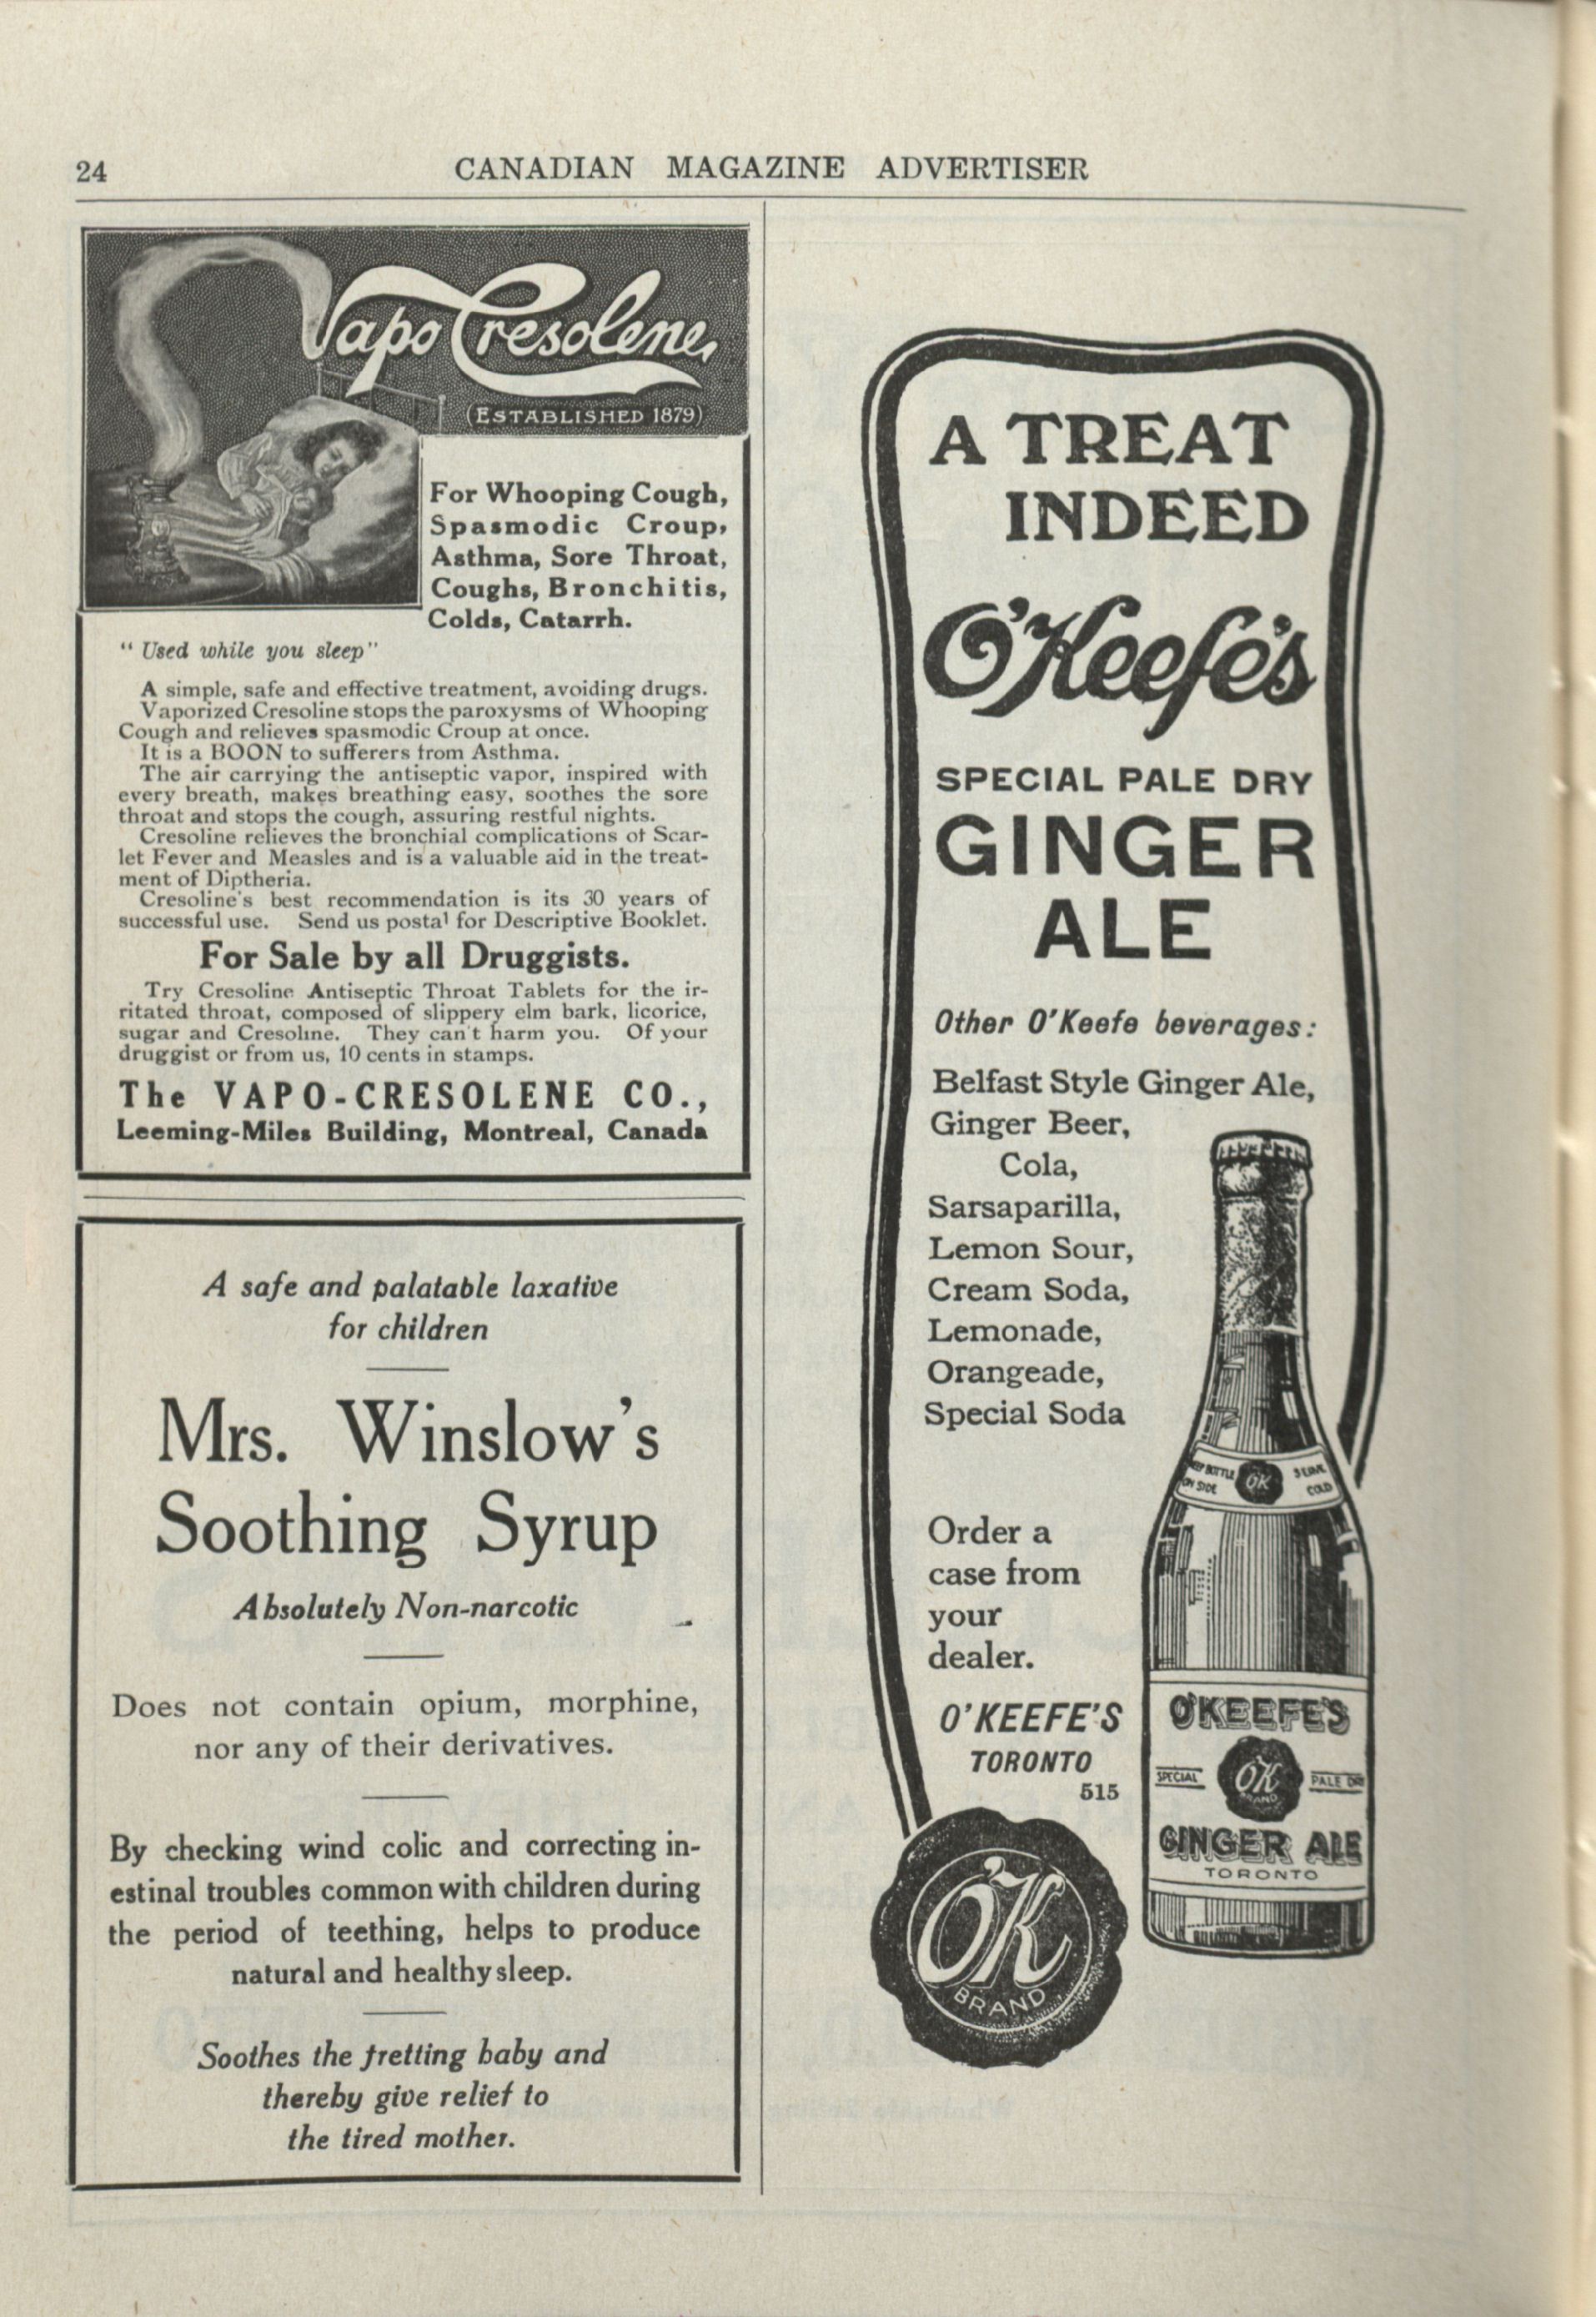 24
CANADIAN MAGAZINE ADVERTISER
Vapo Cresolene
(ESTABLISHED 1879)
For Whooping Cough,
Spasmodic Croup,
Asthma, Sore Throat,
Coughs, Bronchitis,
Colds, Catarrh.
"Used while you sleep"
A simple, safe and effective treatment, avoiding drugs.
Vaporized Cresoline stops the paroxysms of Whooping
Cough and relieves spasmodic Croup at once.
It is a BOON to sufferers from Asthma.
The air carrying the antiseptic vapor, inspired with
every breath, makes breathing easy, soothes the sore
throat and stops the cough, assuring restful nights.
Cresoline relieves the bronchial complications of Scar-
let Fever and Measles and is a valuable aid in the treat-
ment of Diptheria.
Cresoline's best recommendation is its 30 years of
successful use. Send us postal for Descriptive Booklet.
For Sale by all Druggists.
Try Cresoline Antiseptic Throat Tablets for the ir-
ritated throat, composed of slippery elm bark, licorice,
sugar and Cresoline. They can't harm you. Of your
druggist or from us, 10 cents in stamps.
The VAPO-CRESOLENE CO.,
Leeming-Miles Building, Montreal, Canada
A safe and palatable laxative
for children
Mrs. Winslow's
Soothing Syrup
Absolutely Non-narcotic
Does not contain opium, morphine,
nor any of their derivatives.
By checking wind colic and correcting in-
estinal troubles common with children during
the period of teething, helps to produce
natural and healthy sleep.
Soothes the fretting baby and
thereby give relief to
the tired mother.
A TREAT
INDEED
O'Keefe's
SPECIAL PALE DRY
GINGER
ALE
Other O'Keefe beverages:
Belfast Style Ginger Ale,
Ginger Beer,
Cola,
Sarsaparilla,
Lemon Sour,
Cream Soda,
Lemonade,
Orangeade,
Special Soda
Order a
case from
your
dealer.
O'KEEFE'S
TORONTO
515
O'K
BRAND
BOTTLE
ON SIDE
O'K
COLD
O'KEEFE'S
SPECIAL
O'K
BRAND
PALE DRY
GINGER ALE
TORONTO